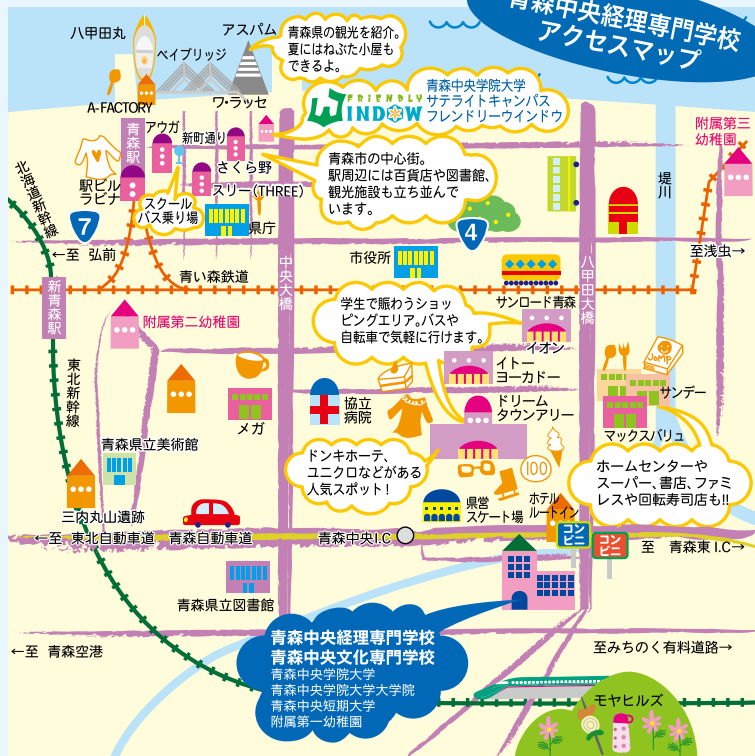 青森中央経理専門学校
アクセスマップ
八甲田丸
ベイブリッジ
アスパム
青森県の観光を紹介。
夏にはねぶた小屋も
できるよ。
A-FACTORY
ワ・ラッセ
FRIENDLY
WINDOW
青森中央学院大学
サテライトキャンパス
フレンドリーウインドウ
附属第三
幼稚園
青森駅
アウガ
新町通り
さくら野
駅ビル
ラビナ
スリー(THREE)
スクール
バス乗り場
県庁
青森市の中心街。
駅周辺には百貨店や図書館、
観光施設も立ち並んで
います。
堤川
北海道新幹線
7
4
←至 弘前
至浅虫→
市役所
中央大橋
八甲田大橋
青い森鉄道
サンロード青森
新青森駅
附属第二幼稚園
学生で賑わうショッ
ピングエリア。バスや
自転車で気軽に行けます。
イオン
イトー
ヨーカドー
JUMP
サンデー
東北新幹線
メガ
協立
病院
ドリーム
タウンアリー
マックスバリュ
青森県立美術館
ドンキホーテ、
ユニクロなどがある
人気スポット!
100
ホームセンターや
スーパー、書店、ファミ
レスや回転寿司店も!!
三内丸山遺跡
県営
スケート場
ホテル
ルートイン
←至 東北自動車道
青森自動車道
青森中央I.C
コンビニ
コンビニ
至 青森東 I.C→
青森県立図書館
青森中央経理専門学校
青森中央文化専門学校
青森中央学院大学
青森中央学院大学大学院
青森中央短期大学
附属第一幼稚園
←至 青森空港
至みちのく有料道路→
モヤヒルズ